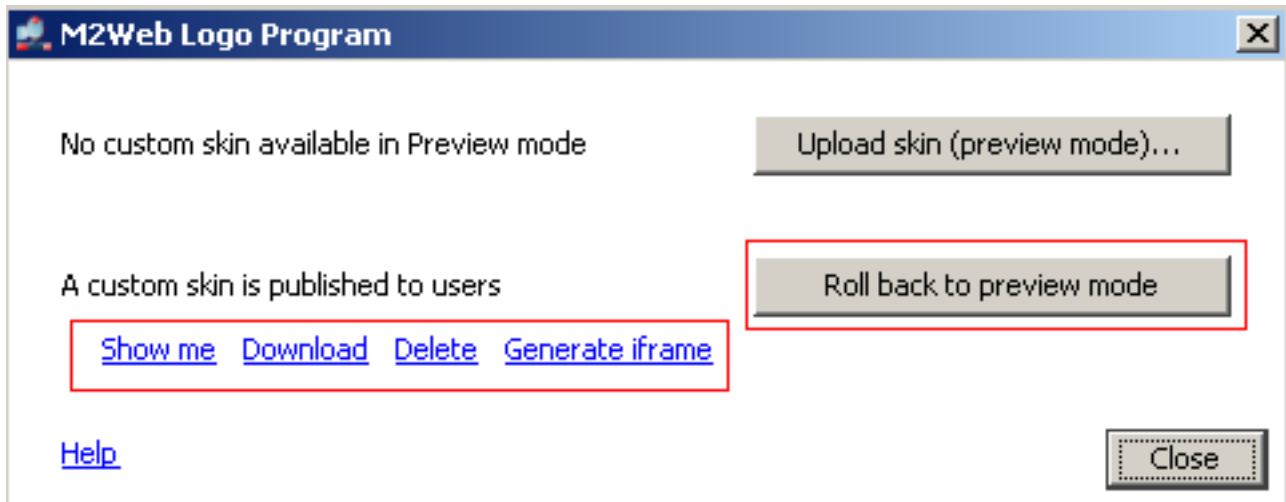 M2Web Logo Program
No custom skin available in Preview mode
Upload skin (preview mode)...
A custom skin is published to users
Roll back to preview mode
Show me Download Delete Generate iframe
Help
Close